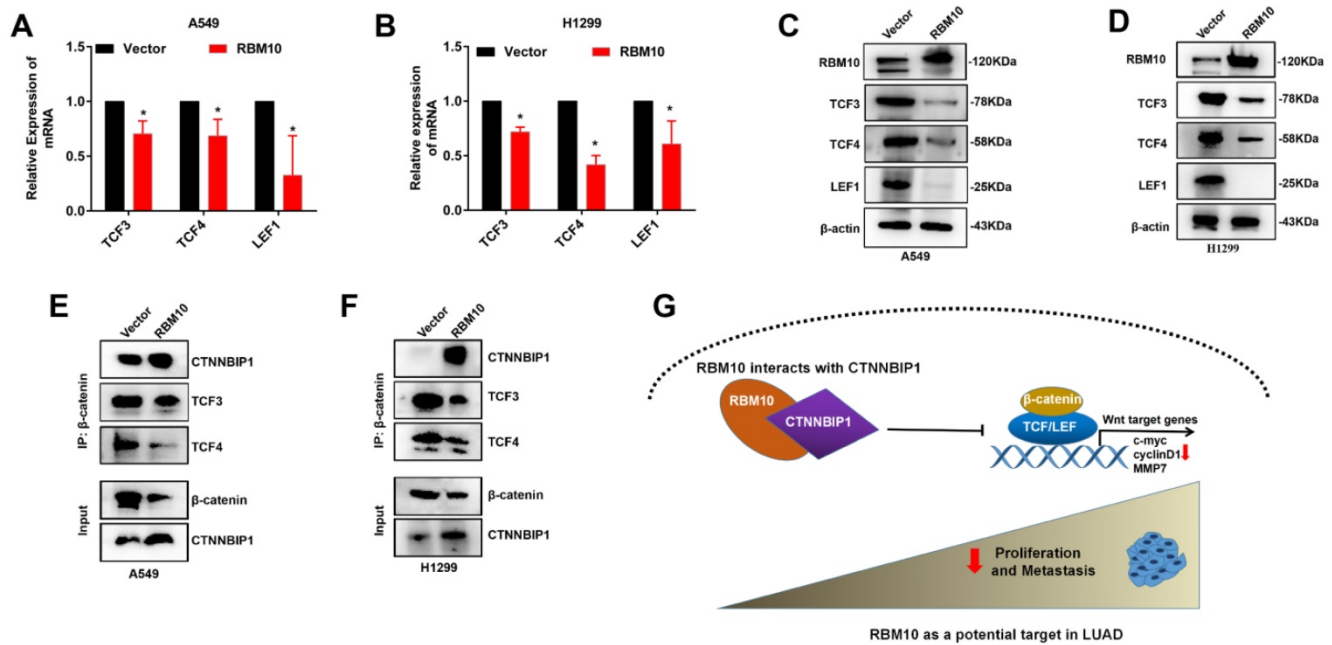 A
A549
Vector
RBM10
Relative Expression of
mRNA
1.5
1.0
0.5
0.0
*
*
*
TCF3
TCF4
LEF1
B
H1299
Vector
RBM10
Relative expression
of mRNA
1.5
1.0
0.5
0.0
*
*
*
TCF3
TCF4
LEF1
C
Vector
RBM10
RBM10
-120KDa
TCF3
-78KDa
TCF4
-58KDa
LEF1
-25KDa
β-actin
-43KDa
A549
D
Vector
RBM10
RBM10
-120KDa
TCF3
-78KDa
TCF4
-58KDa
LEF1
-25KDa
β-actin
-43KDa
H1299
E
Vector
RBM10
IP: β-catenin
CTNNBIP1
TCF3
TCF4
Input
β-catenin
CTNNBIP1
A549
F
Vector
RBM10
IP: β-catenin
CTNNBIP1
TCF3
TCF4
Input
β-catenin
CTNNBIP1
H1299
G
RBM10 interacts with CTNNBIP1
RBM10
CTNNBIP1
β-catenin
TCF/LEF
Wnt target genes
c-myc
cyclinD1
MMP7
Proliferation
and Metastasis
RBM10 as a potential target in LUAD